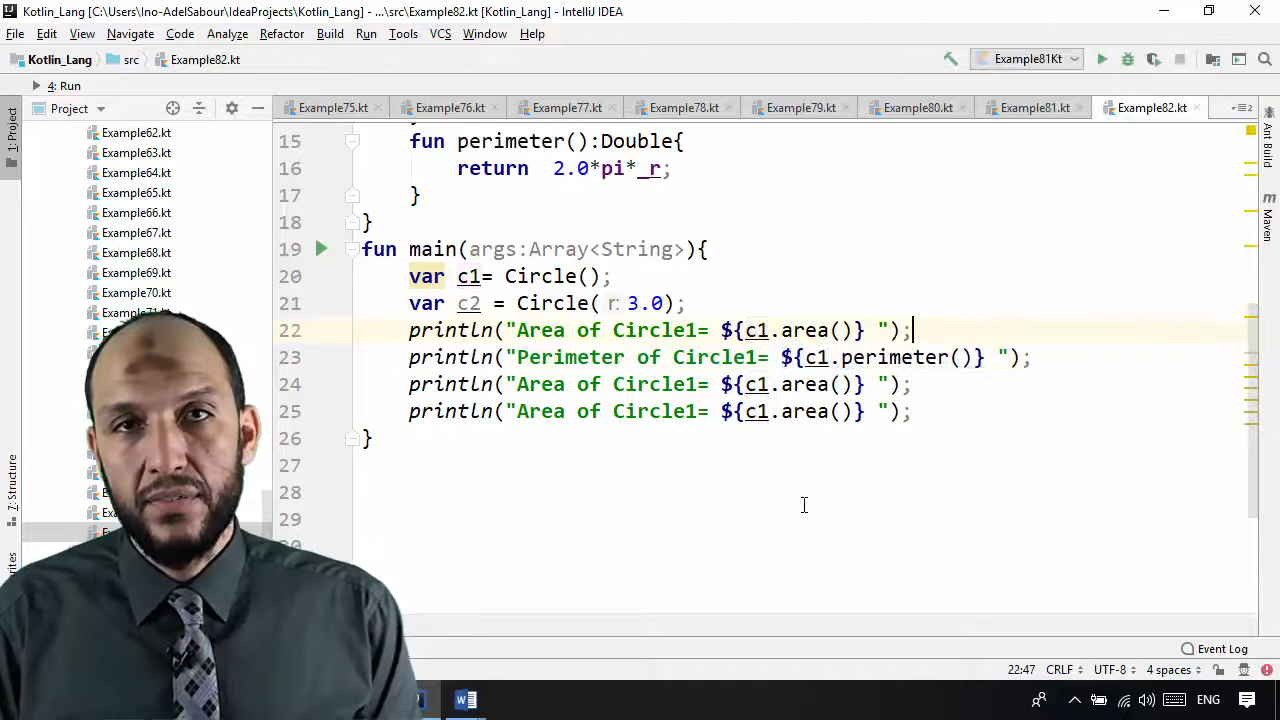 Kotlin_Lang [C:\Users\Ino-AdelSabour\IdeaProjects\Kotlin_Lang] - ...\src\Example82.kt [Kotlin_Lang] - IntelliJ IDEA
File Edit View Navigate Code Analyze Refactor Build Run Tools VCS Window Help
Kotlin_Lang src Example82.kt Example81Kt
4: Run
Project Example75.kt Example76.kt Example77.kt Example78.kt Example79.kt Example80.kt Example81.kt Example82.kt
1: Project
7: Structure
Ant Build
Maven
Example62.kt
Example63.kt
Example64.kt
Example65.kt
Example66.kt
Example67.kt
Example68.kt
Example69.kt
Example70.kt
15 fun perimeter():Double{
16 return 2.0*pi*_r;
17 }
18 }
19 fun main(args:Array<String>){
20 var c1= Circle();
21 var c2 = Circle( r: 3.0);
22 println("Area of Circle1= ${c1.area()} ");
23 println("Perimeter of Circle1= ${c1.perimeter()} ");
24 println("Area of Circle1= ${c1.area()} ");
25 println("Area of Circle1= ${c1.area()} ");
26 }
27
28
29
Event Log
22:47 CRLF UTF-8 4 spaces
ENG